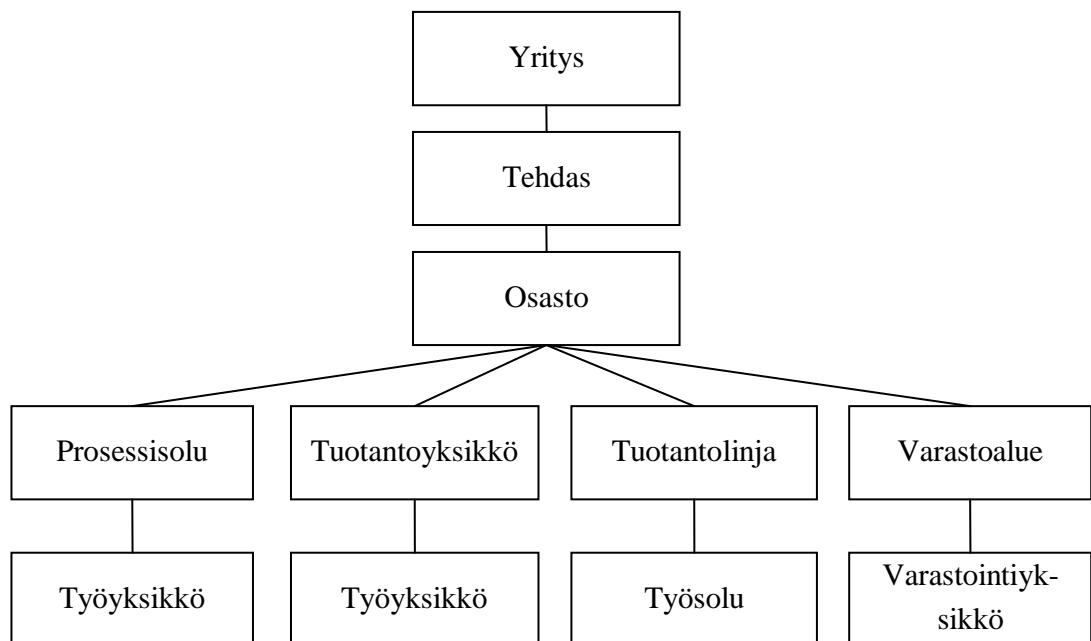 Yritys
Tehdas
Osasto
Prosessisolu
Tuotantoyksikkö
Tuotantolinja
Varastoalue
Työyksikkö
Työyksikkö
Työsolu
Varastointiyk-
sikkö